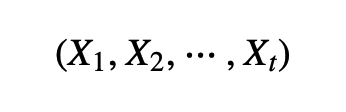 (X₁, X₂, ⋯ , Xₜ)